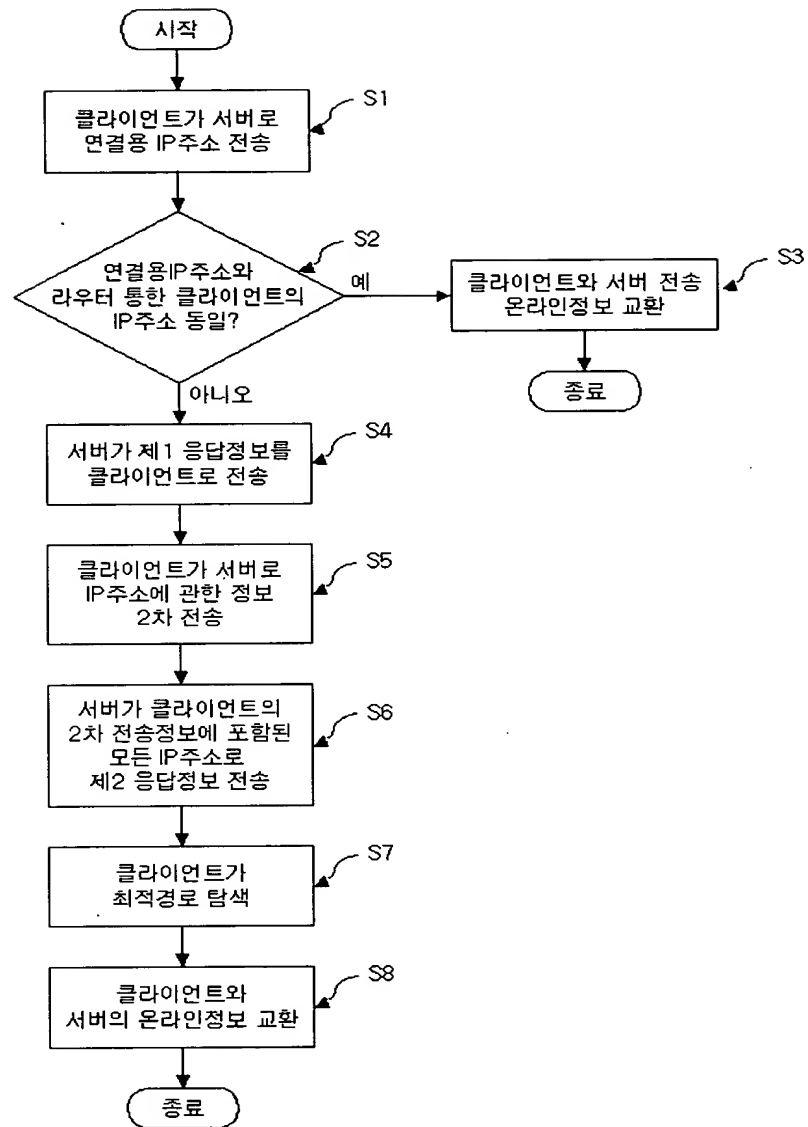 시작
클라이언트가 서버로
연결용 IP주소 전송
S1
연결용IP주소와
라우터 통한 클라이언트의
IP주소 동일?
S2
예
클라이언트와 서버 전송
온라인정보 교환
S3
종료
아니오
서버가 제1 응답정보를
클라이언트로 전송
S4
클라이언트가 서버로
IP주소에 관한 정보
2차 전송
S5
서버가 클라이언트의
2차 전송정보에 포함된
모든 IP주소로
제2 응답정보 전송
S6
클라이언트가
최적경로 탐색
S7
클라이언트와
서버의 온라인정보 교환
S8
종료